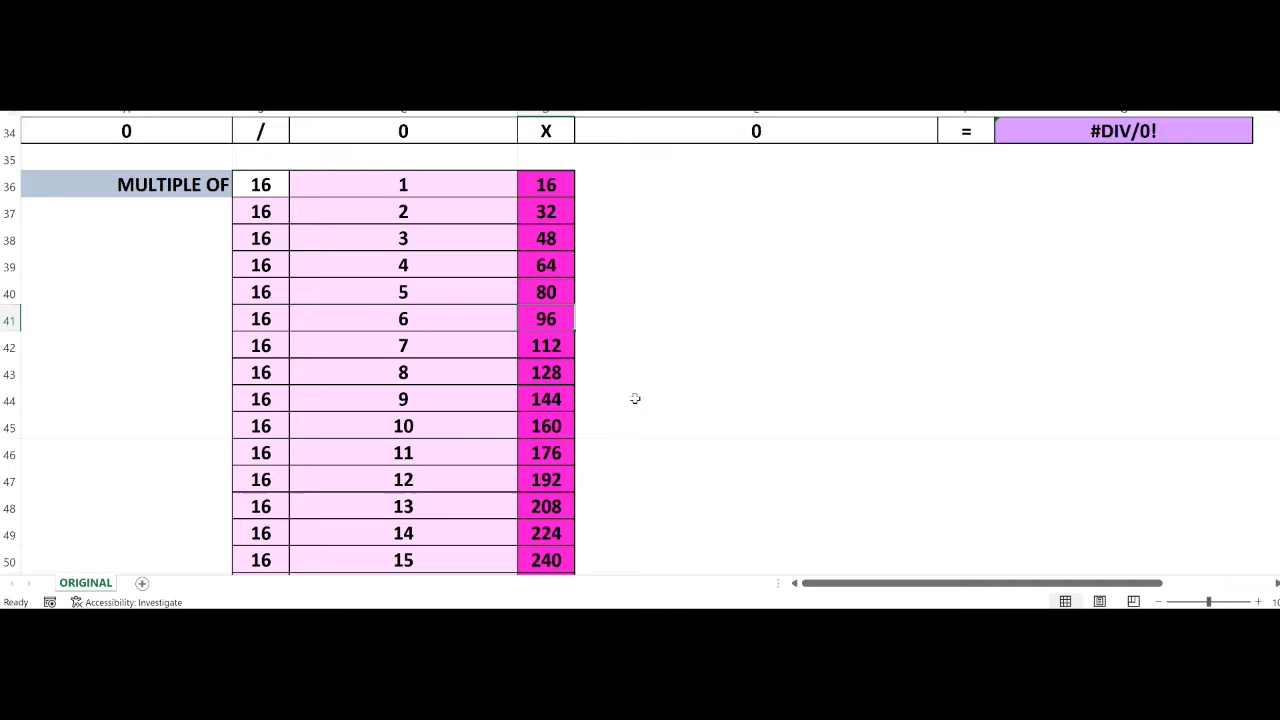 34 0 / 0 X 0 = #DIV/0!
35
36 MULTIPLE OF 16 1 16
37 16 2 32
38 16 3 48
39 16 4 64
40 16 5 80
41 16 6 96
42 16 7 112
43 16 8 128
44 16 9 144
45 16 10 160
46 16 11 176
47 16 12 192
48 16 13 208
49 16 14 224
50 16 15 240
ORIGINAL
Ready Accessibility: Investigate